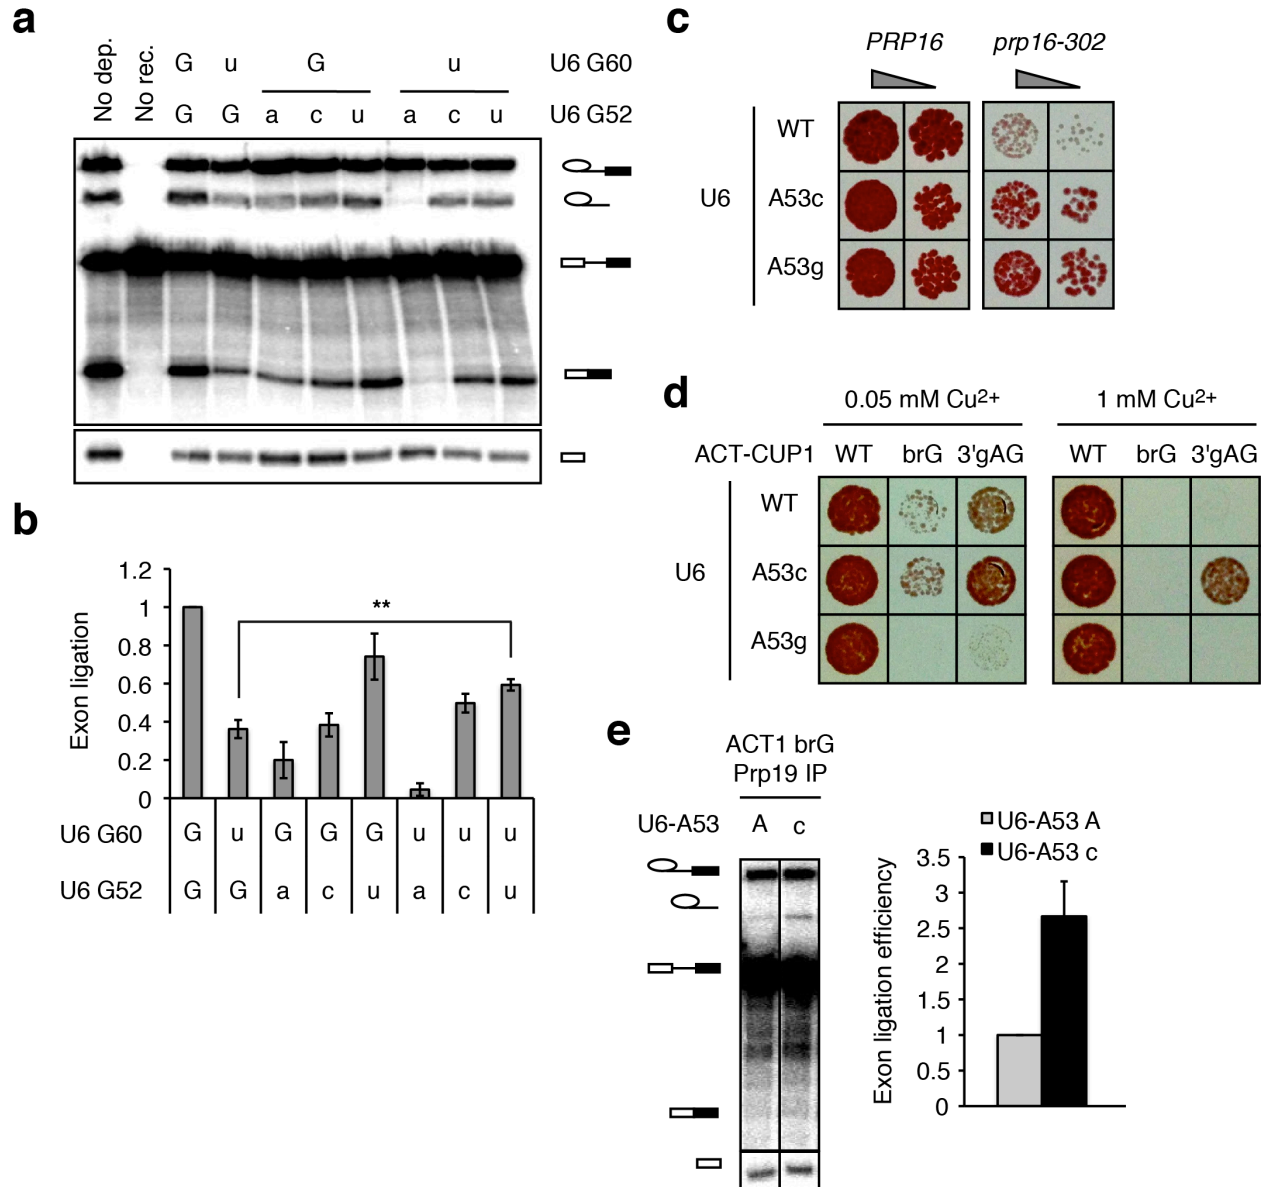 a
No dep.
No rec.
G u G u U6 G60
G G a c u a c u U6 G52
b
**
Exon ligation
1.2
1
0.8
0.6
0.4
0.2
0
U6 G60 G u G G G u u u
U6 G52 G G a c u a c u
c
PRP16 prp16-302
WT
U6 A53c
A53g
d
0.05 mM Cu2+ 1 mM Cu2+
ACT-CUP1 WT brG 3'gAG WT brG 3'gAG
WT
U6 A53c
A53g
e
ACT1 brG
Prp19 IP
U6-A53 A c
U6-A53 A
U6-A53 c
Exon ligation efficiency
3.5
3
2.5
2
1.5
1
0.5
0